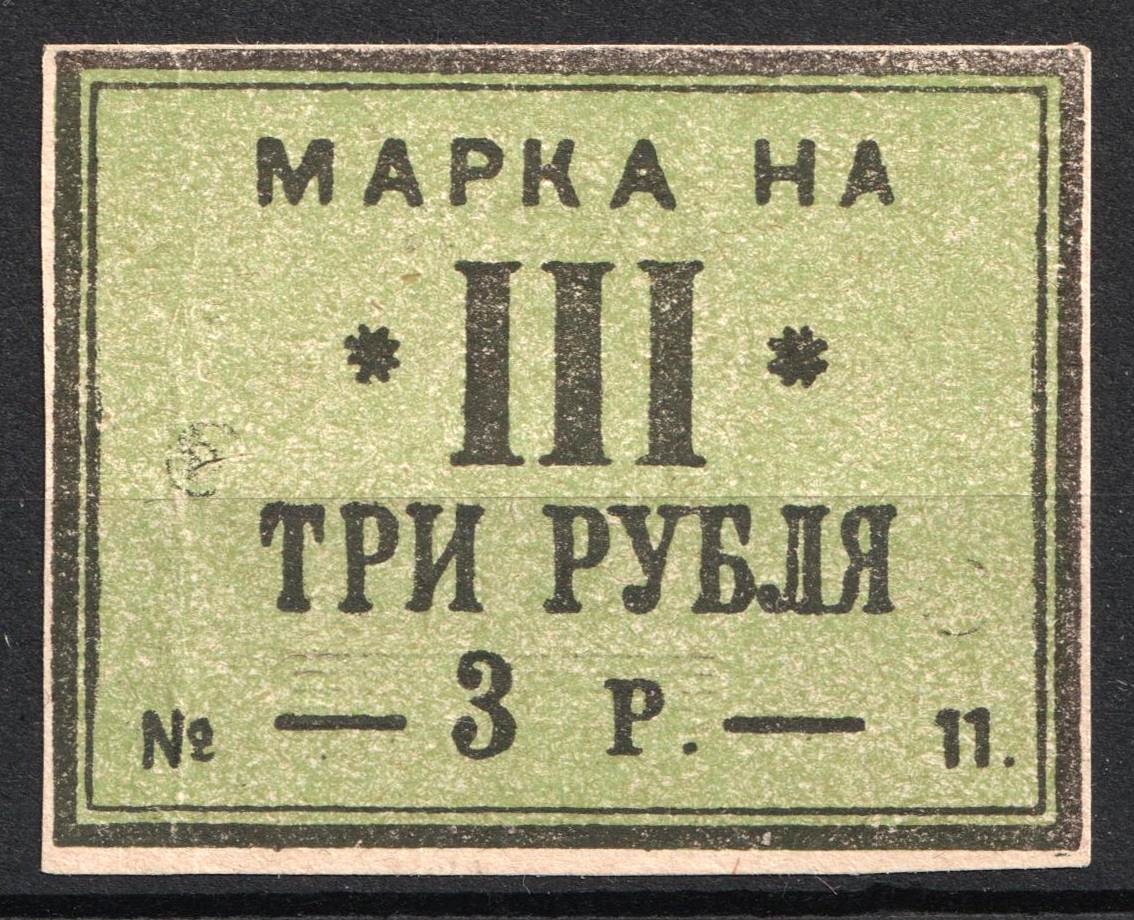 МАРКА НА
* III *
ТРИ РУБЛЯ
№ — 3 Р. — 11.